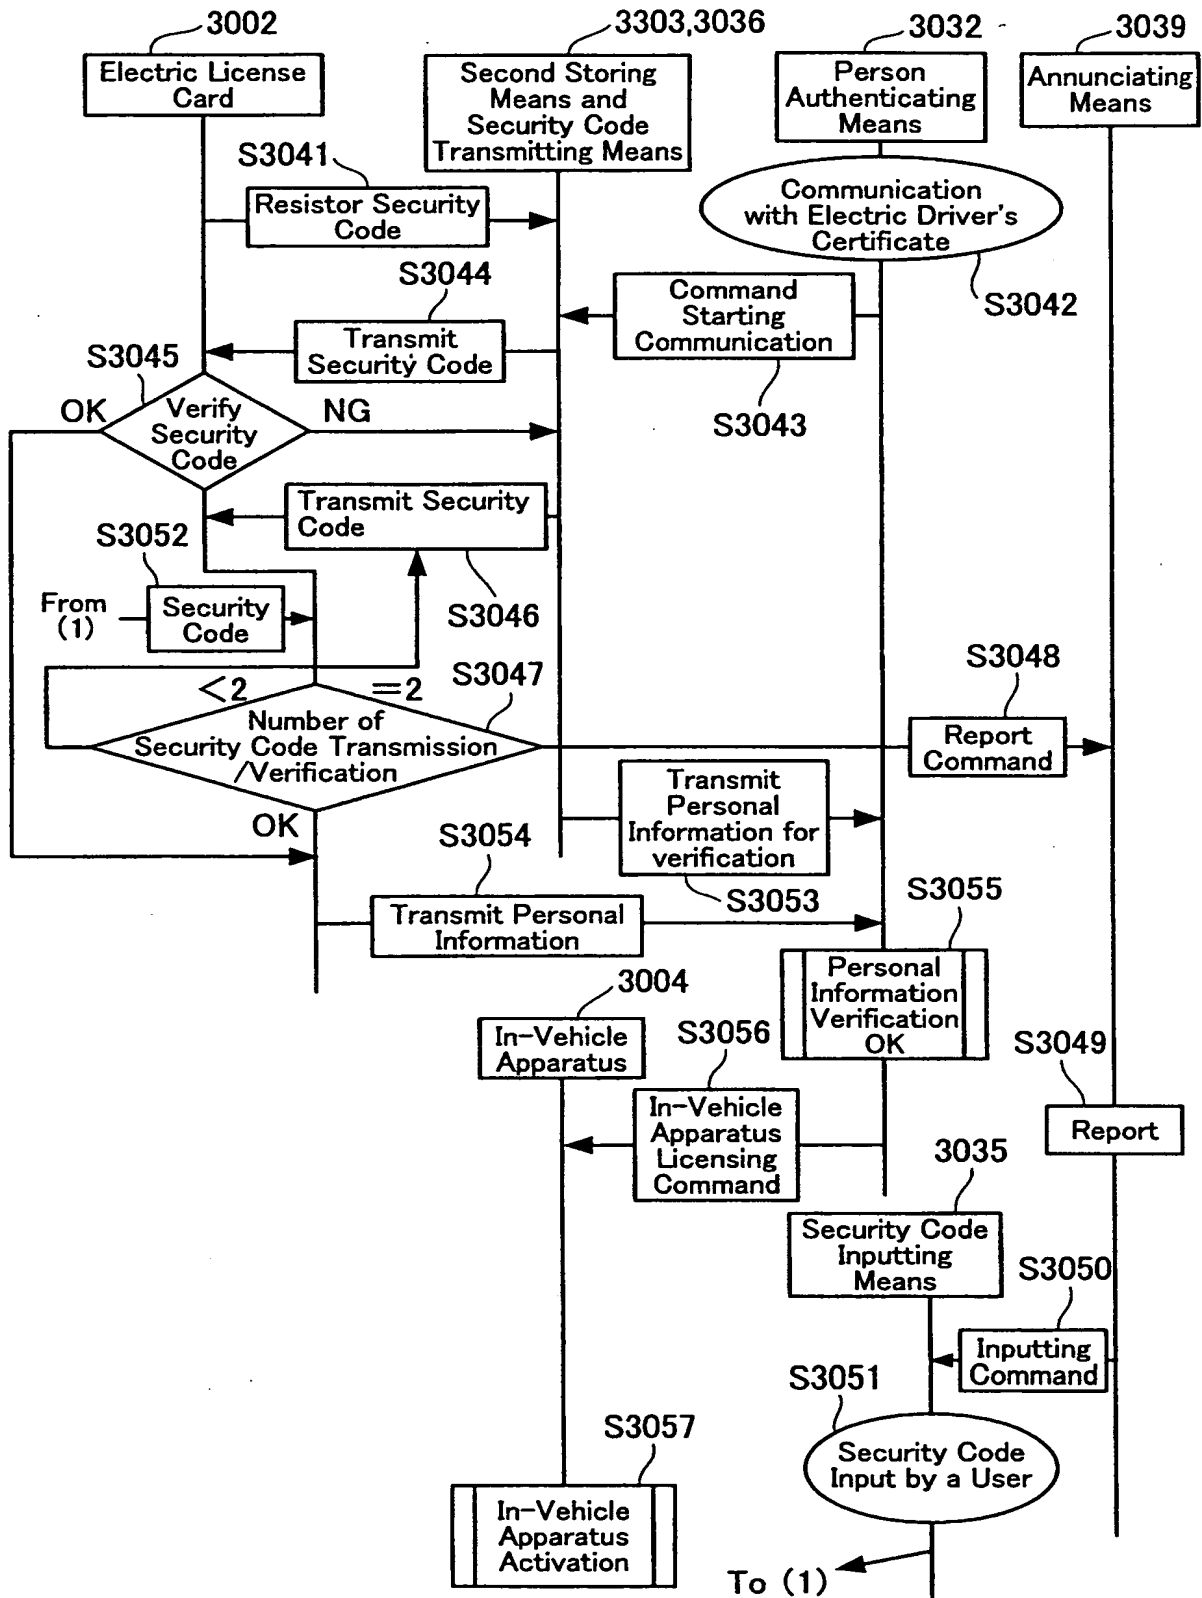 3002
3303,3036
3032
3039
Electric License
Card
Second Storing
Means and
Security Code
Transmitting Means
Person
Authenticating
Means
Annunciating
Means
S3041
Resistor Security
Code
Communication
with Electric Driver's
Certificate
S3042
S3044
Transmit
Security Code
Command
Starting
Communication
S3043
S3045
OK
Verify
Security
Code
NG
Transmit Security
Code
S3046
S3052
From
(1)
Security
Code
<2
=2
S3047
Number of
Security Code Transmission
/Verification
OK
S3048
Report
Command
Transmit
Personal
Information for
verification
S3053
S3054
Transmit Personal
Information
S3055
Personal
Information
Verification
OK
3004
In-Vehicle
Apparatus
S3056
In-Vehicle
Apparatus
Licensing
Command
S3049
Report
3035
Security Code
Inputting
Means
S3050
Inputting
Command
S3051
Security Code
Input by a User
S3057
In-Vehicle
Apparatus
Activation
To (1)